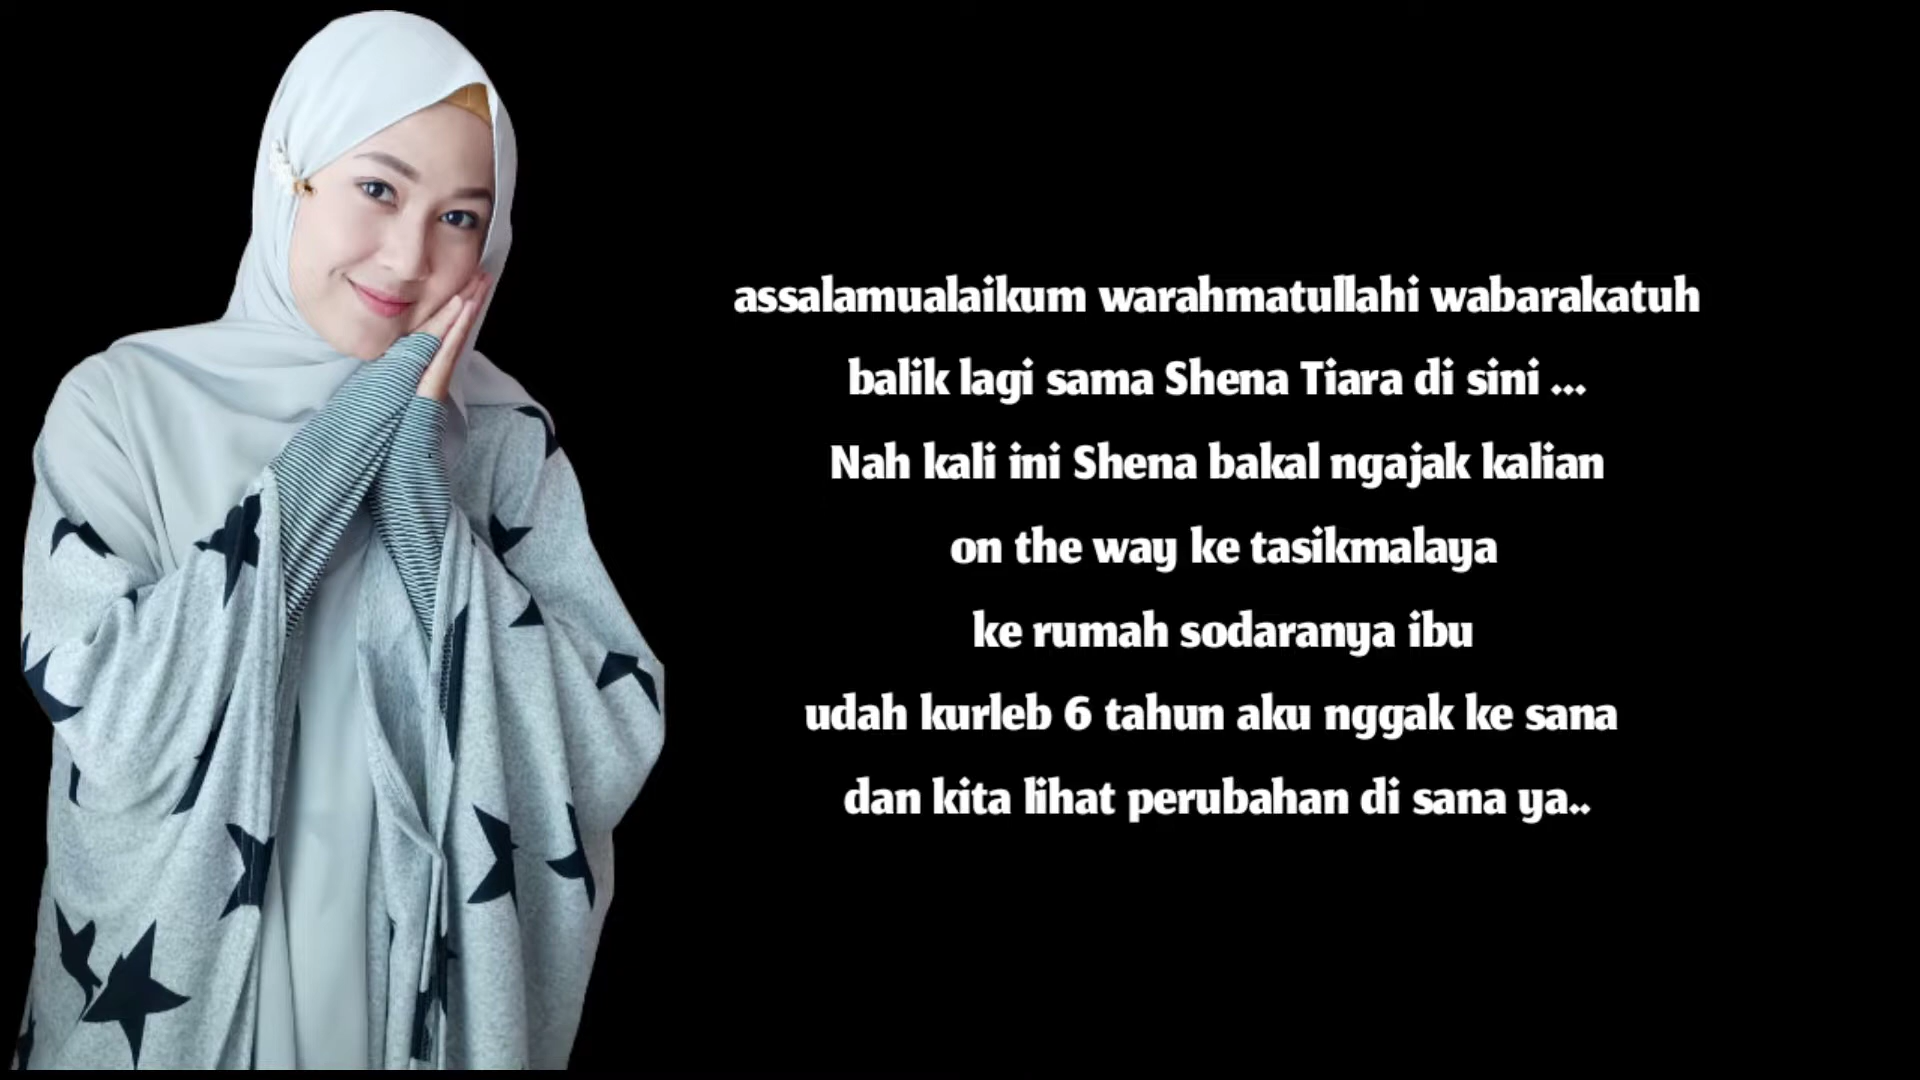 assalamualaikum warahmatullahi wabarakatuh
balik lagi sama Shena Tiara di sini ...
Nah kali ini Shena bakal ngajak kalian
on the way ke tasikmalaya
ke rumah sodaranya ibu
udah kurleb 6 tahun aku nggak ke sana
dan kita lihat perubahan di sana ya..